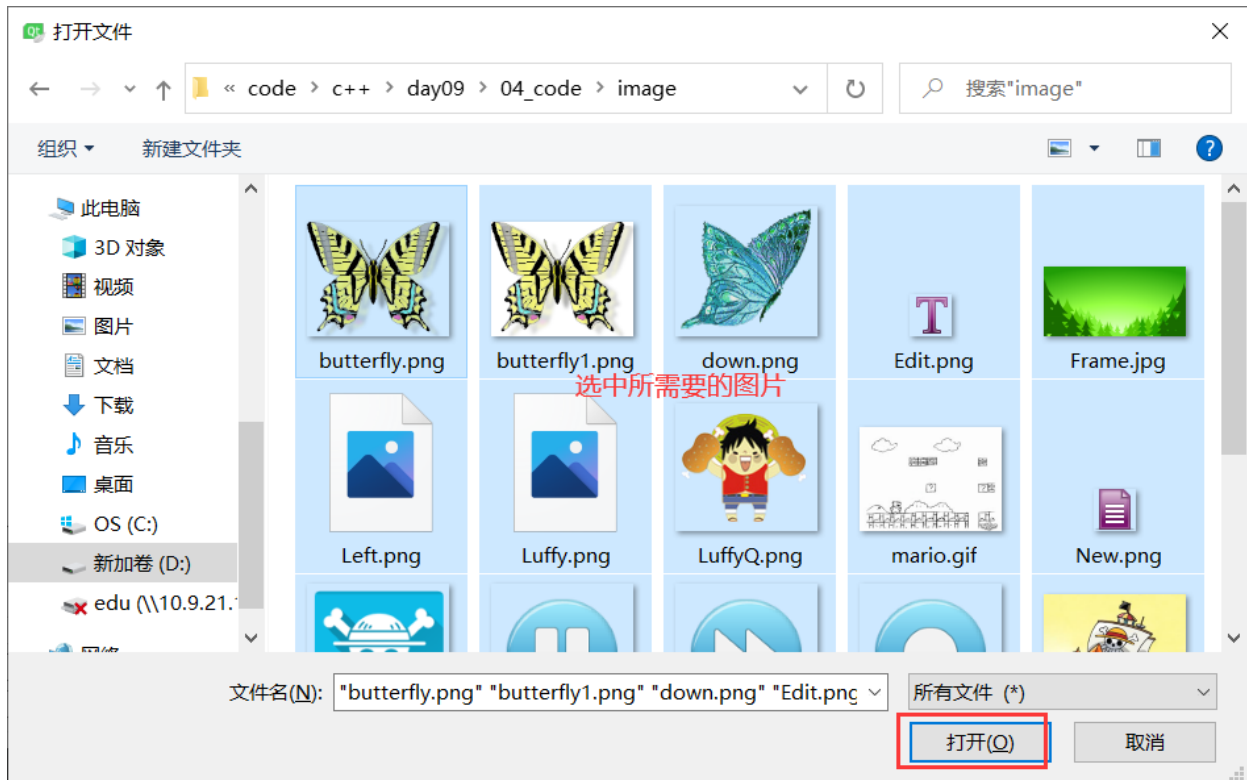 打开文件
« code > c++ > day09 > 04_code > image
搜索"image"
组织
新建文件夹
?
此电脑
3D 对象
视频
图片
文档
下载
音乐
桌面
OS (C:)
新加卷 (D:)
edu (\\10.9.21.
网络
butterfly.png
butterfly1.png
down.png
Edit.png
Frame.jpg
选中所需要的图片
Left.png
Luffy.png
LuffyQ.png
mario.gif
New.png
文件名(N):
"butterfly.png" "butterfly1.png" "down.png" "Edit.png
所有文件 (*)
打开(O)
取消